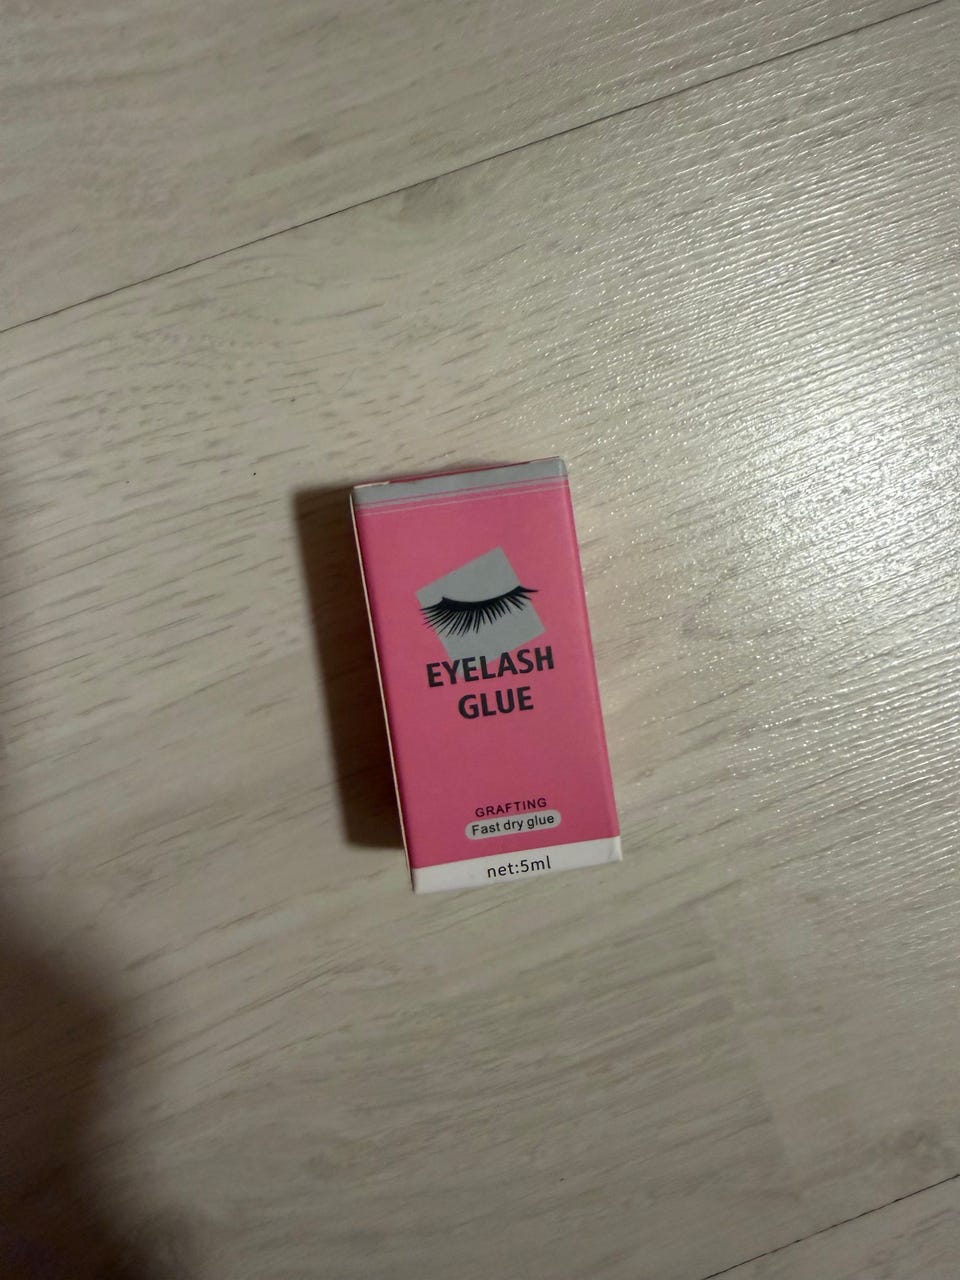 EYELASH
GLUE
GRAFTING
Fast dry glue
net:5ml